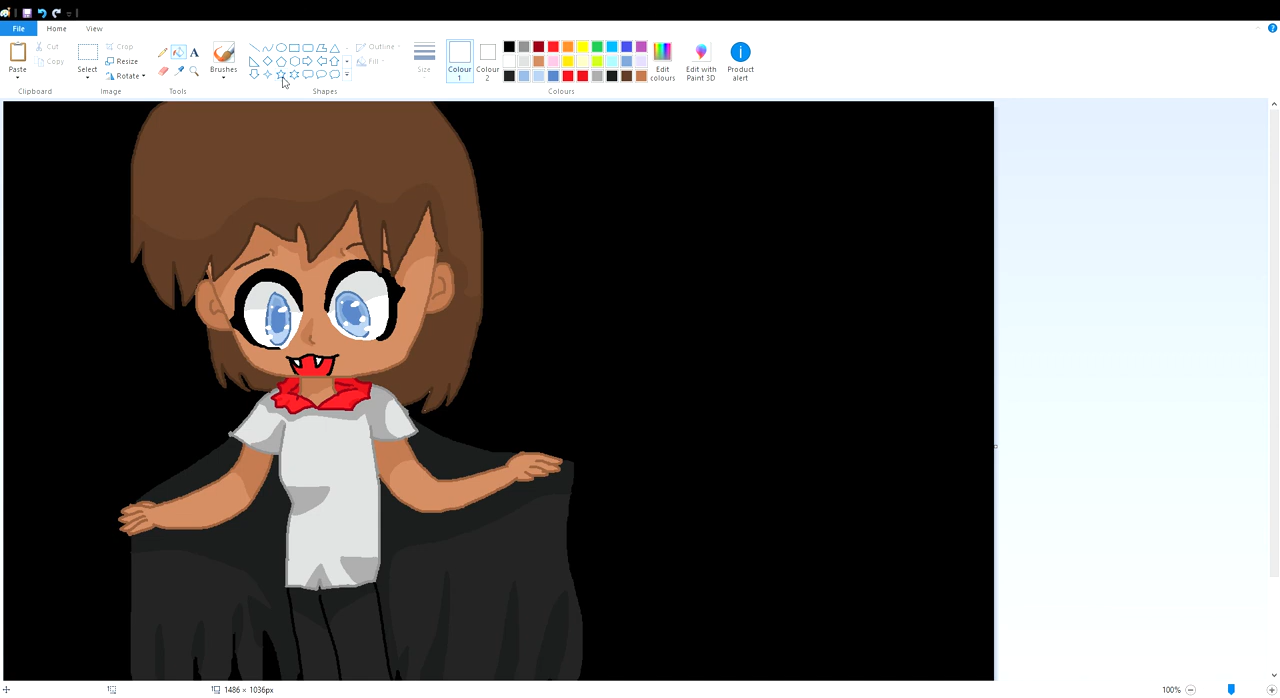 File Home View
Cut
Copy
Paste
Clipboard
Select
Crop
Resize
Rotate
Image
A
Tools
Brushes
Outline
Fill
Shapes
Size
Colour
1
Colour
2
Edit
colours
Colours
Edit with
Paint 3D
Product
alert
1486 × 1036px
100%